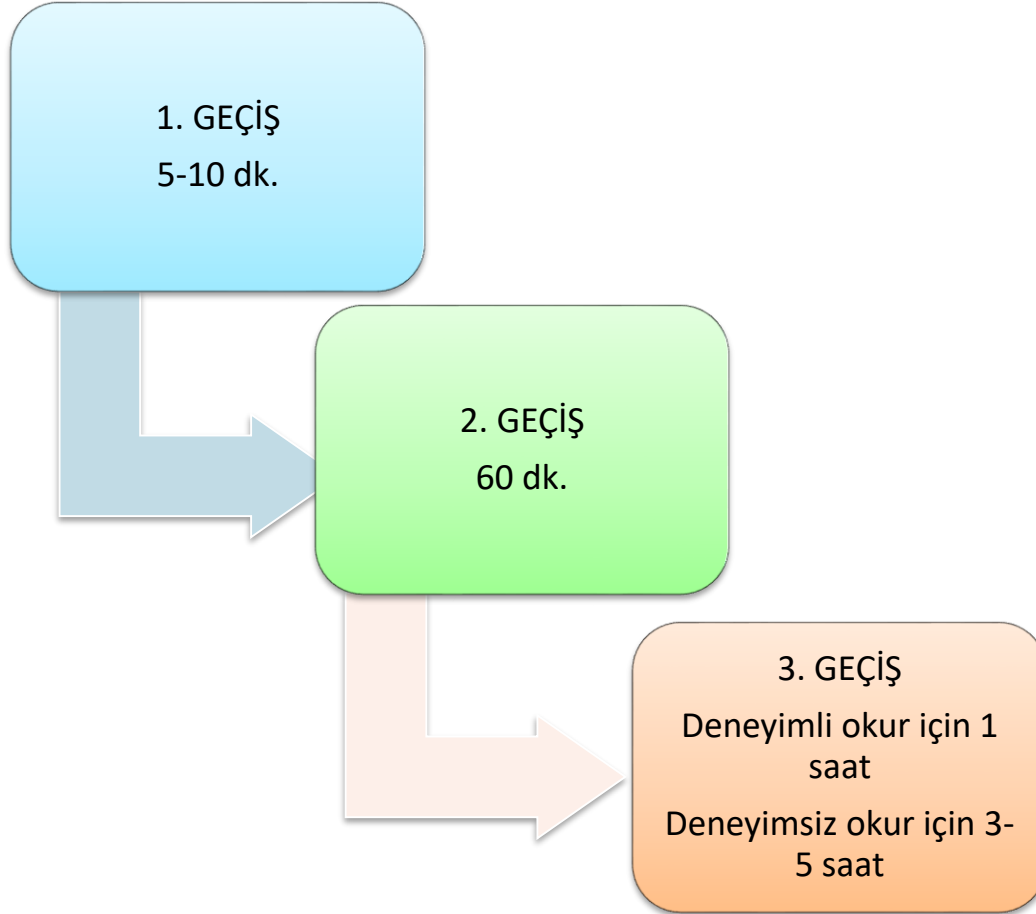 1. GEÇİŞ
5-10 dk.
2. GEÇİŞ
60 dk.
3. GEÇİŞ
Deneyimli okur için 1
saat
Deneyimsiz okur için 3-
5 saat